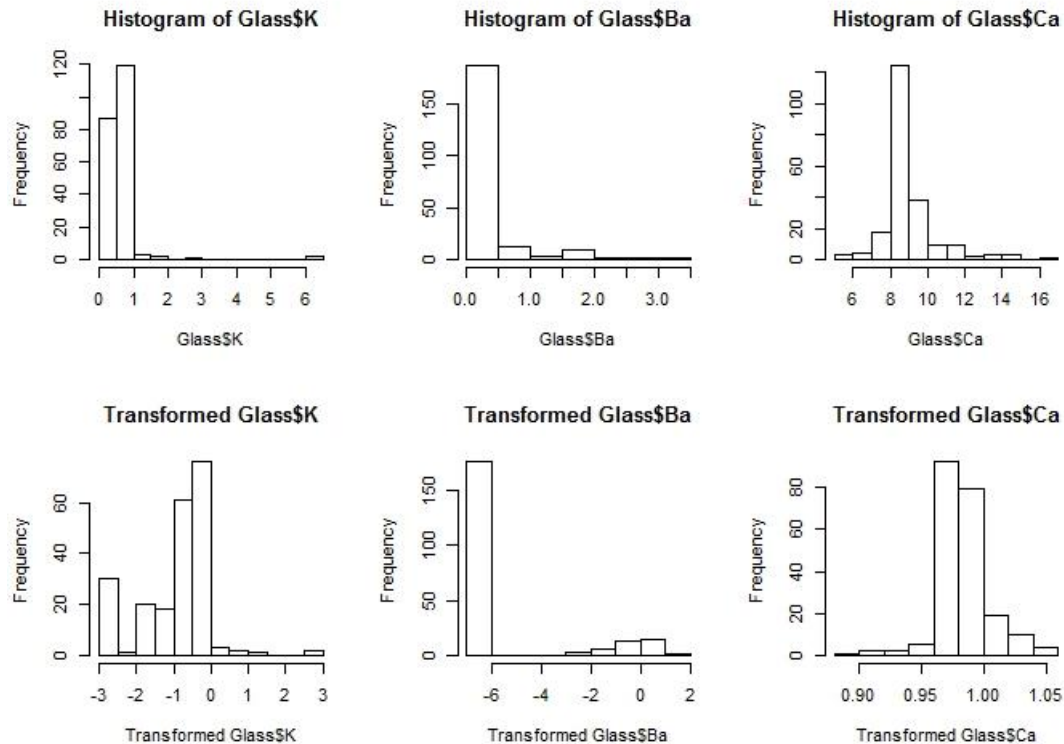 Histogram of Glass$K
Frequency
120
80
60
40
20
0
0 1 2 3 4 5 6
Glass$K
Histogram of Glass$Ba
Frequency
150
100
50
0
0.0 1.0 2.0 3.0
Glass$Ba
Histogram of Glass$Ca
Frequency
100
60
20
0
6 8 10 12 14 16
Glass$Ca
Transformed Glass$K
Frequency
60
40
20
0
-3 -2 -1 0 1 2 3
Transformed Glass$K
Transformed Glass$Ba
Frequency
150
100
50
0
-6 -4 -2 0 2
Transformed Glass$Ba
Transformed Glass$Ca
Frequency
80
60
40
20
0
0.90 0.95 1.00 1.05
Transformed Glass$Ca